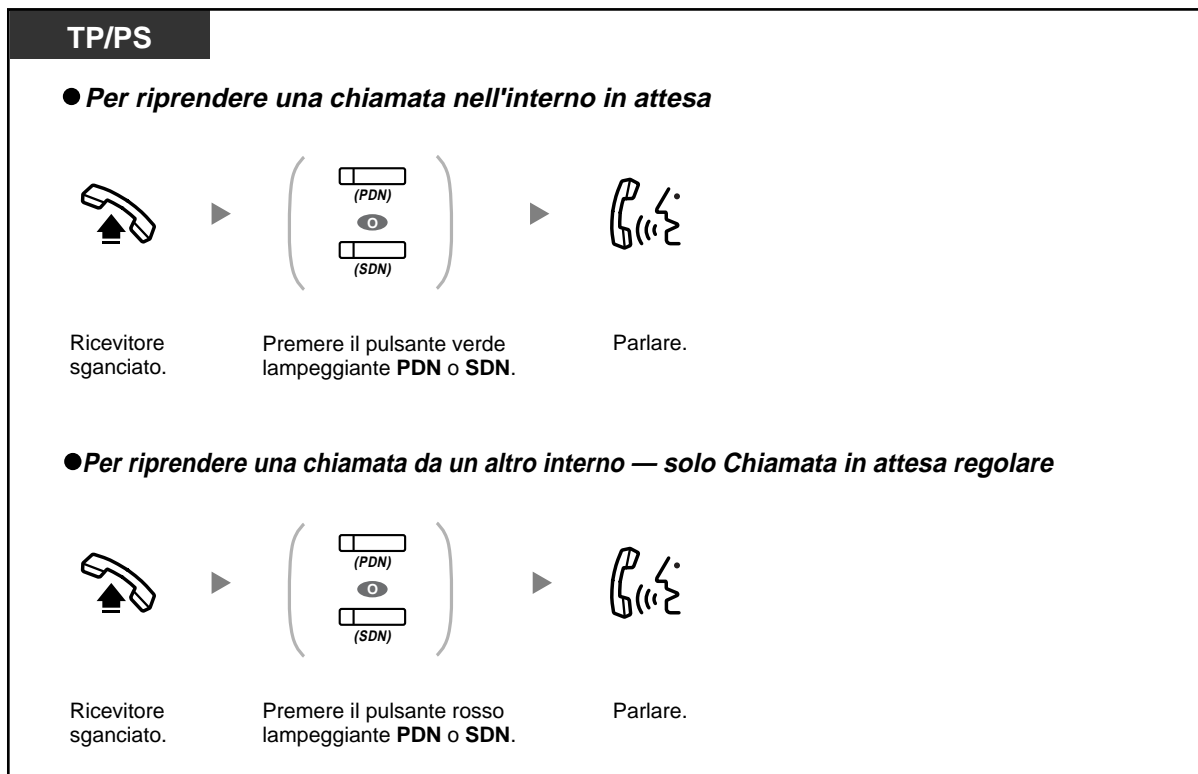 TP/PS
● Per riprendere una chiamata nell'interno in attesa
(PDN)
O
(SDN)
Ricevitore
sganciato.
Premere il pulsante verde
lampeggiante PDN o SDN.
Parlare.
●Per riprendere una chiamata da un altro interno — solo Chiamata in attesa regolare
(PDN)
O
(SDN)
Ricevitore
sganciato.
Premere il pulsante rosso
lampeggiante PDN o SDN.
Parlare.